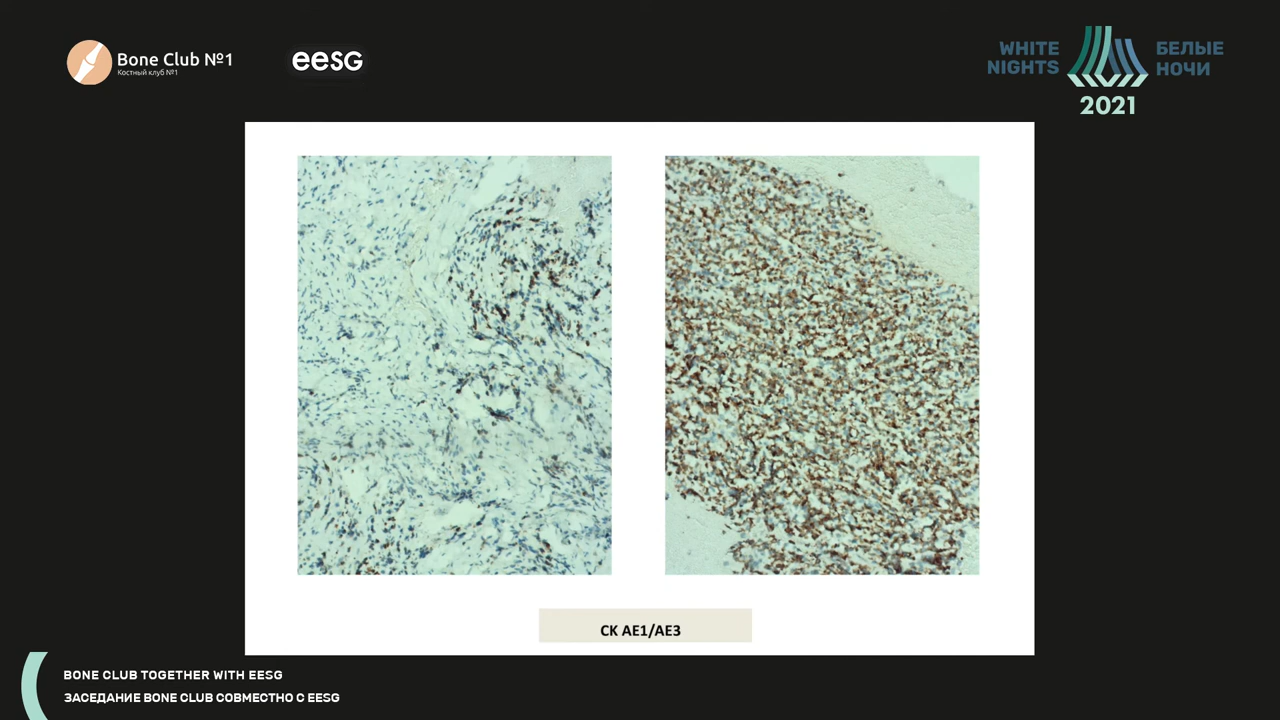 Bone Club №1
Костный клуб №1
eesg
WHITE
NIGHTS
БЕЛЫЕ
НОЧИ
2021
CK AE1/AE3
BONE CLUB TOGETHER WITH EESG
ЗАСЕДАНИЕ BONE CLUB СОВМЕСТНО С EESG